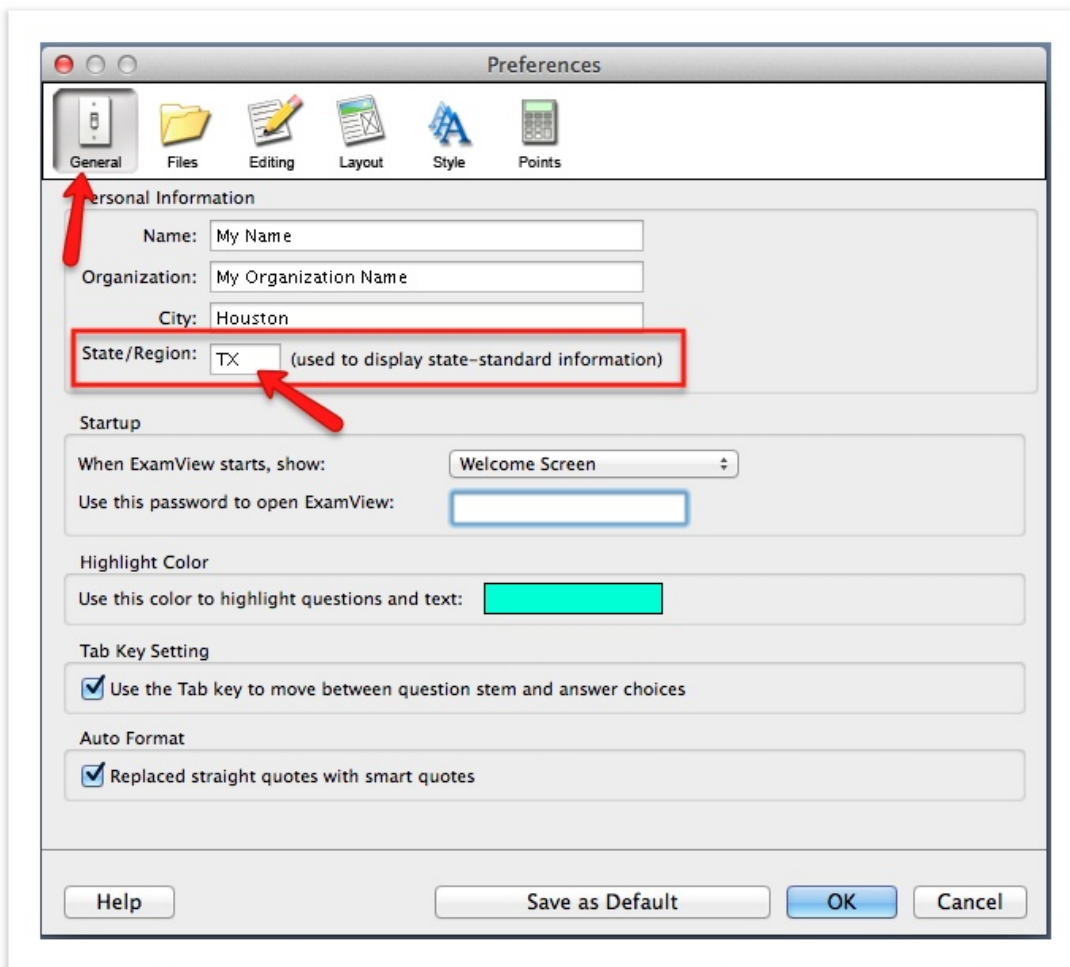 Preferences
General Files Editing Layout Style Points
Personal Information
Name: My Name
Organization: My Organization Name
City: Houston
State/Region: TX (used to display state-standard information)
Startup
When ExamView starts, show: Welcome Screen
Use this password to open ExamView:
Highlight Color
Use this color to highlight questions and text:
Tab Key Setting
Use the Tab key to move between question stem and answer choices
Auto Format
Replaced straight quotes with smart quotes
Help Save as Default OK Cancel